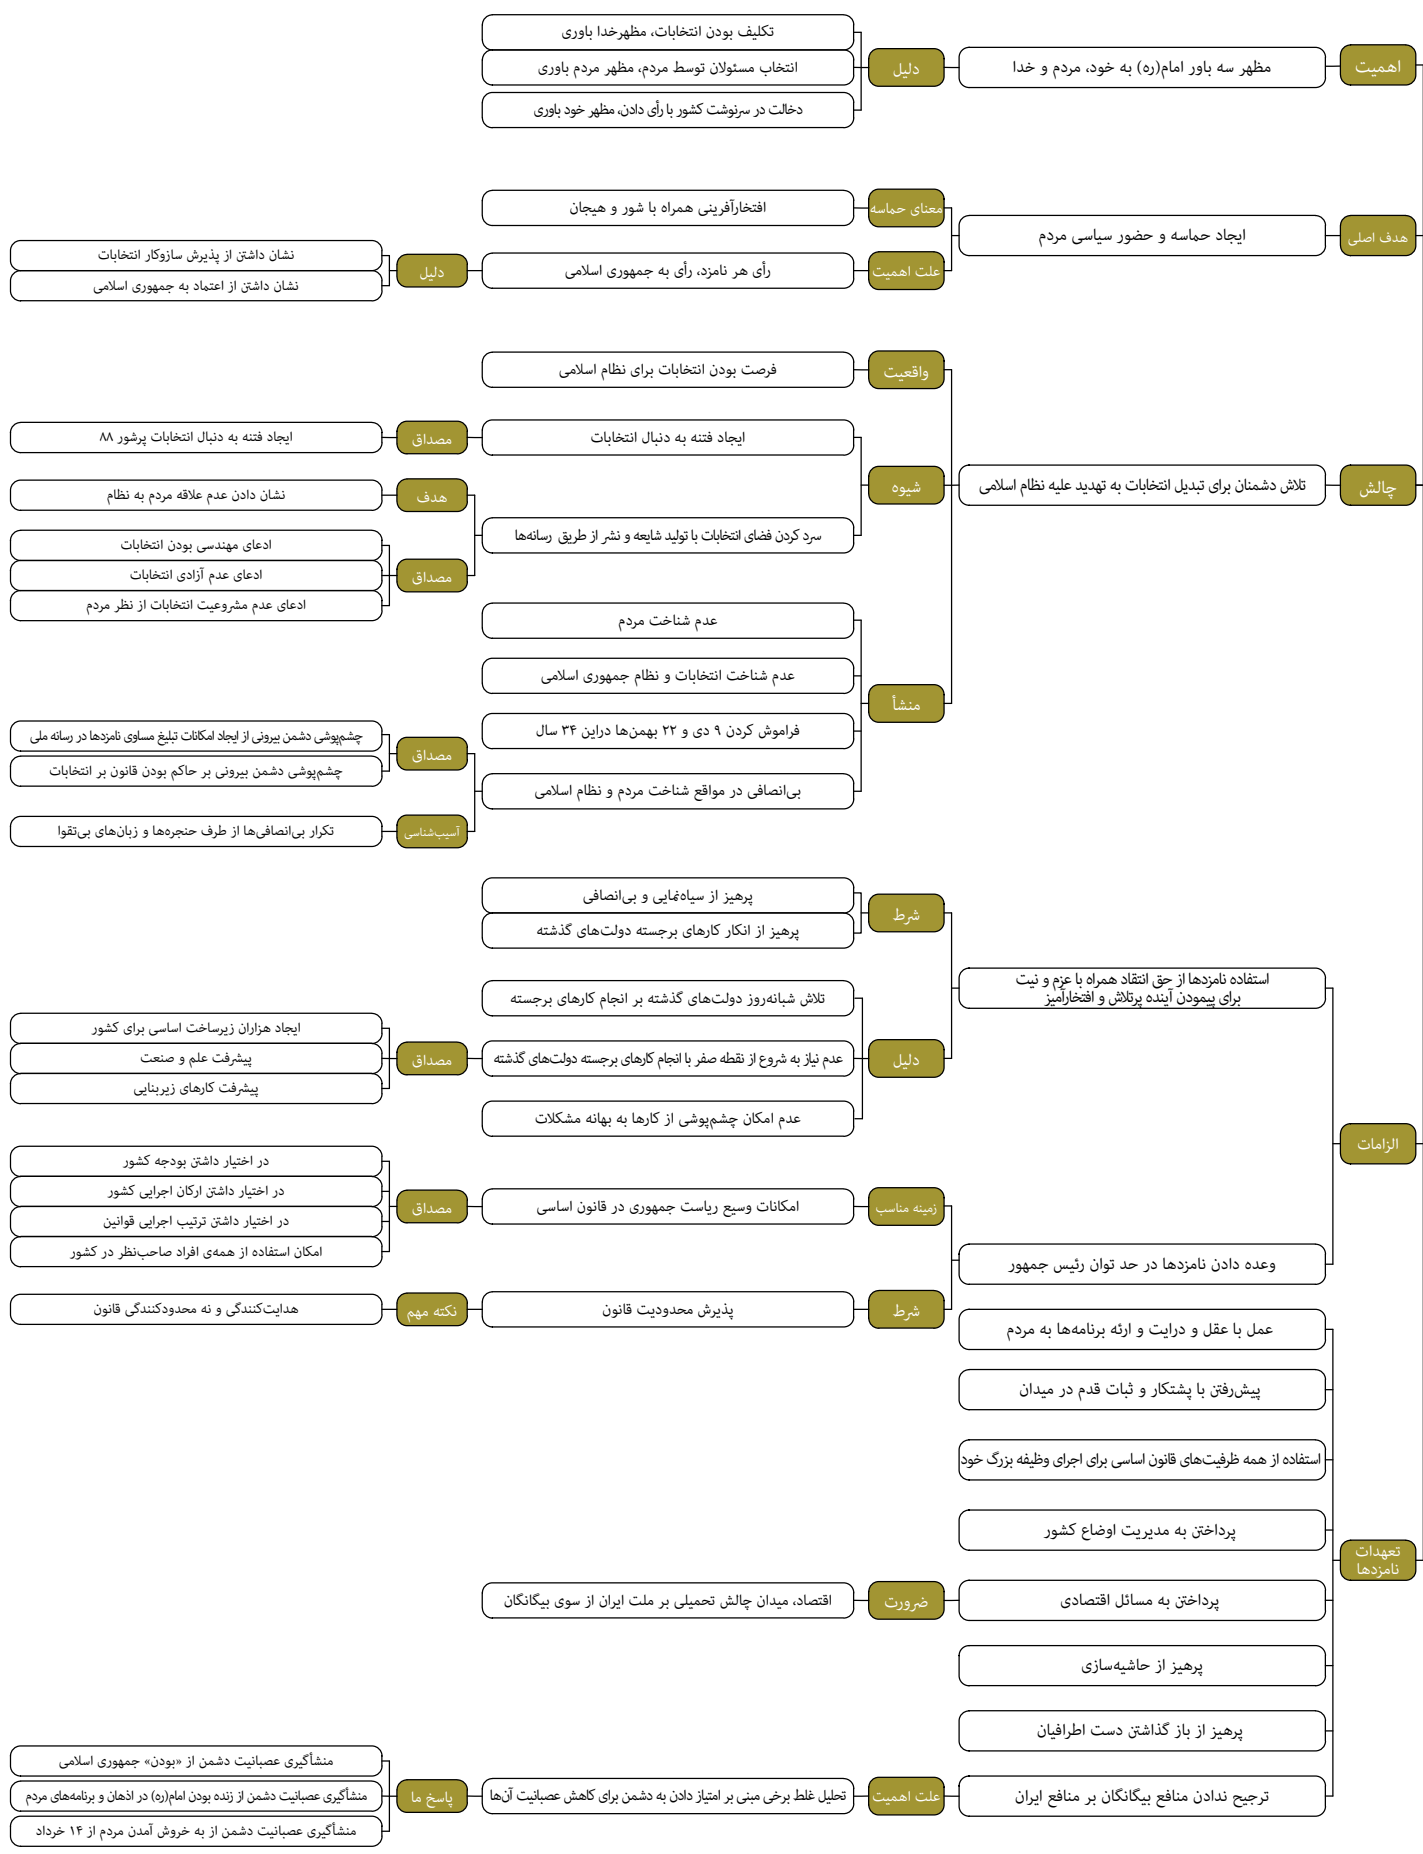 اهمیت
مظهر سه باور امام(ره) به خود، مردم و خدا
دلیل
تکلیف بودن انتخابات، مظهرخدا باوری
انتخاب مسئولان توسط مردم، مظهر مردم باوری
دخالت در سرنوشت کشور با رأی دادن، مظهر خود باوری
هدف اصلی
ایجاد حماسه و حضور سیاسی مردم
معنای حماسه
افتخارآفرینی همراه با شور و هیجان
علت اهمیت
رأی هر نامزد، رأی به جمهوری اسلامی
دلیل
نشان داشتن از پذیرش سازوکار انتخابات
نشان داشتن از اعتماد به جمهوری اسلامی
چالش
تلاش دشمنان برای تبدیل انتخابات به تهدید علیه نظام اسلامی
واقعیت
فرصت بودن انتخابات برای نظام اسلامی
شیوه
ایجاد فتنه به دنبال انتخابات
مصداق
ایجاد فتنه به دنبال انتخابات پرشور ۸۸
سرد کردن فضای انتخابات با تولید شایعه و نشر از طریق رسانه‌ها
هدف
نشان دادن عدم علاقه مردم به نظام
مصداق
ادعای مهندسی بودن انتخابات
ادعای عدم آزادی انتخابات
ادعای عدم مشروعیت انتخابات از نظر مردم
منشأ
عدم شناخت مردم
عدم شناخت انتخابات و نظام جمهوری اسلامی
فراموش کردن ۹ دی و ۲۲ بهمن‌ها دراین ۳۴ سال
بی‌انصافی در مواقع شناخت مردم و نظام اسلامی
مصداق
چشم‌پوشی دشمن بیرونی از ایجاد امکانات تبلیغ مساوی نامزدها در رسانه ملی
چشم‌پوشی دشمن بیرونی بر حاکم بودن قانون بر انتخابات
آسیب‌شناسی
تکرار بی‌انصافی‌ها از طرف حنجره‌ها و زبان‌های بی‌تقوا
الزامات
استفاده نامزدها از حق انتقاد همراه با عزم و نیت
برای پیمودن آینده پرتلاش و افتخارآمیز
شرط
پرهیز از سیاه‌نمایی و بی‌انصافی
پرهیز از انکار کارهای برجسته دولت‌های گذشته
دلیل
تلاش شبانه‌روز دولت‌های گذشته بر انجام کارهای برجسته
عدم نیاز به شروع از نقطه صفر با انجام کارهای برجسته دولت‌های گذشته
مصداق
ایجاد هزاران زیرساخت اساسی برای کشور
پیشرفت علم و صنعت
پیشرفت کارهای زیربنایی
عدم امکان چشم‌پوشی از کارها به بهانه مشکلات
وعده دادن نامزدها در حد توان رئیس جمهور
زمینه مناسب
امکانات وسیع ریاست جمهوری در قانون اساسی
مصداق
در اختیار داشتن بودجه کشور
در اختیار داشتن ارکان اجرایی کشور
در اختیار داشتن ترتیب اجرایی قوانین
امکان استفاده از همه‌ی افراد صاحب‌نظر در کشور
شرط
پذیرش محدودیت قانون
نکته مهم
هدایت‌کنندگی و نه محدودکنندگی قانون
تعهدات
نامزدها
عمل با عقل و درایت و ارئه برنامه‌ها به مردم
پیش‌رفتن با پشتکار و ثبات قدم در میدان
استفاده از همه ظرفیت‌های قانون اساسی برای اجرای وظیفه بزرگ خود
پرداختن به مدیریت اوضاع کشور
پرداختن به مسائل اقتصادی
ضرورت
اقتصاد، میدان چالش تحمیلی بر ملت ایران از سوی بیگانگان
پرهیز از حاشیه‌سازی
پرهیز از باز گذاشتن دست اطرافیان
ترجیح ندادن منافع بیگانگان بر منافع ایران
علت اهمیت
تحلیل غلط برخی مبنی بر امتیاز دادن به دشمن برای کاهش عصبانیت آن‌ها
پاسخ ما
منشأگیری عصبانیت دشمن از «بودن» جمهوری اسلامی
منشأگیری عصبانیت دشمن از زنده بودن امام(ره) در اذهان و برنامه‌های مردم
منشأگیری عصبانیت دشمن از به خروش آمدن مردم از ۱۴ خرداد